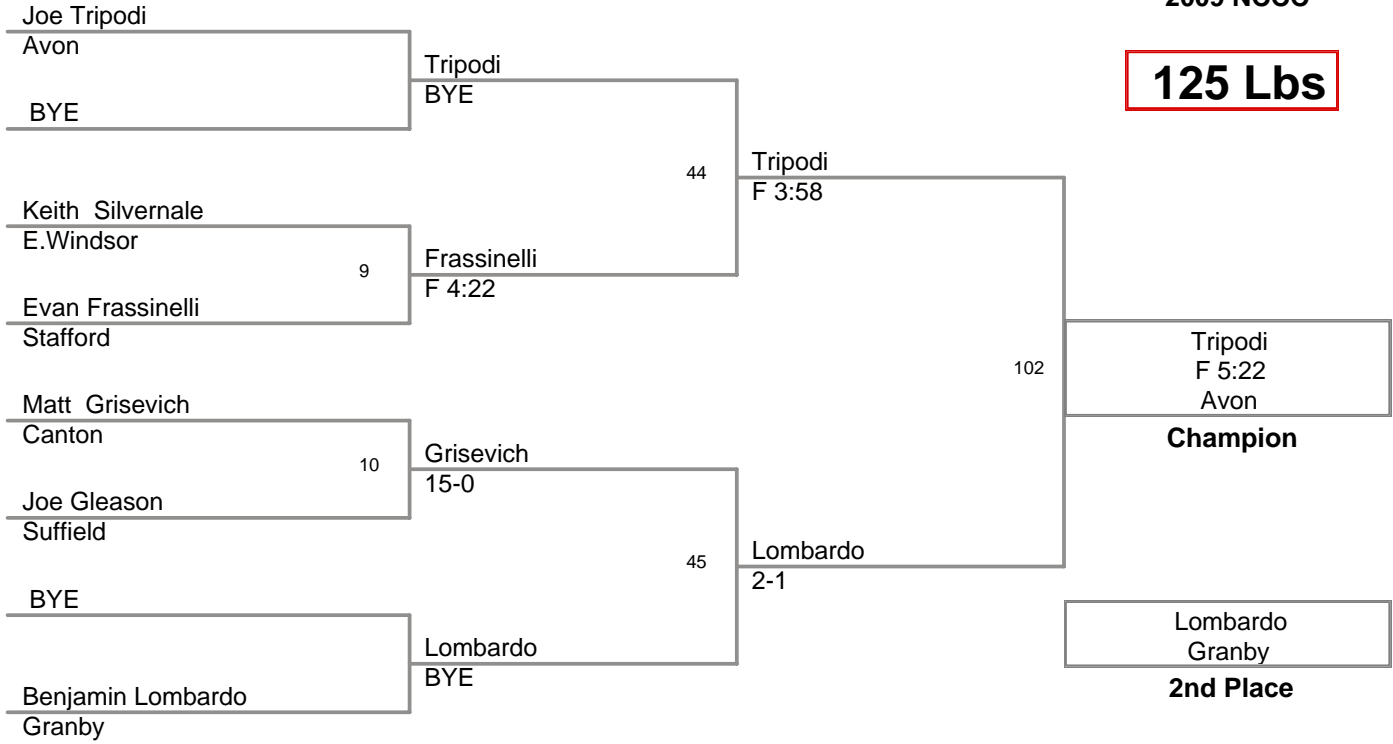 2009 NCCC
125 Lbs
Joe Tripodi
Avon
BYE
Tripodi
BYE
Keith  Silvernale
E.Windsor
9
Evan Frassinelli
Stafford
Frassinelli
F 4:22
44
Tripodi
F 3:58
Matt  Grisevich
Canton
10
Joe Gleason
Suffield
Grisevich
15-0
BYE
Benjamin Lombardo
Granby
Lombardo
BYE
45
Lombardo
2-1
102
Tripodi
F 5:22
Avon
Champion
Lombardo
Granby
2nd Place